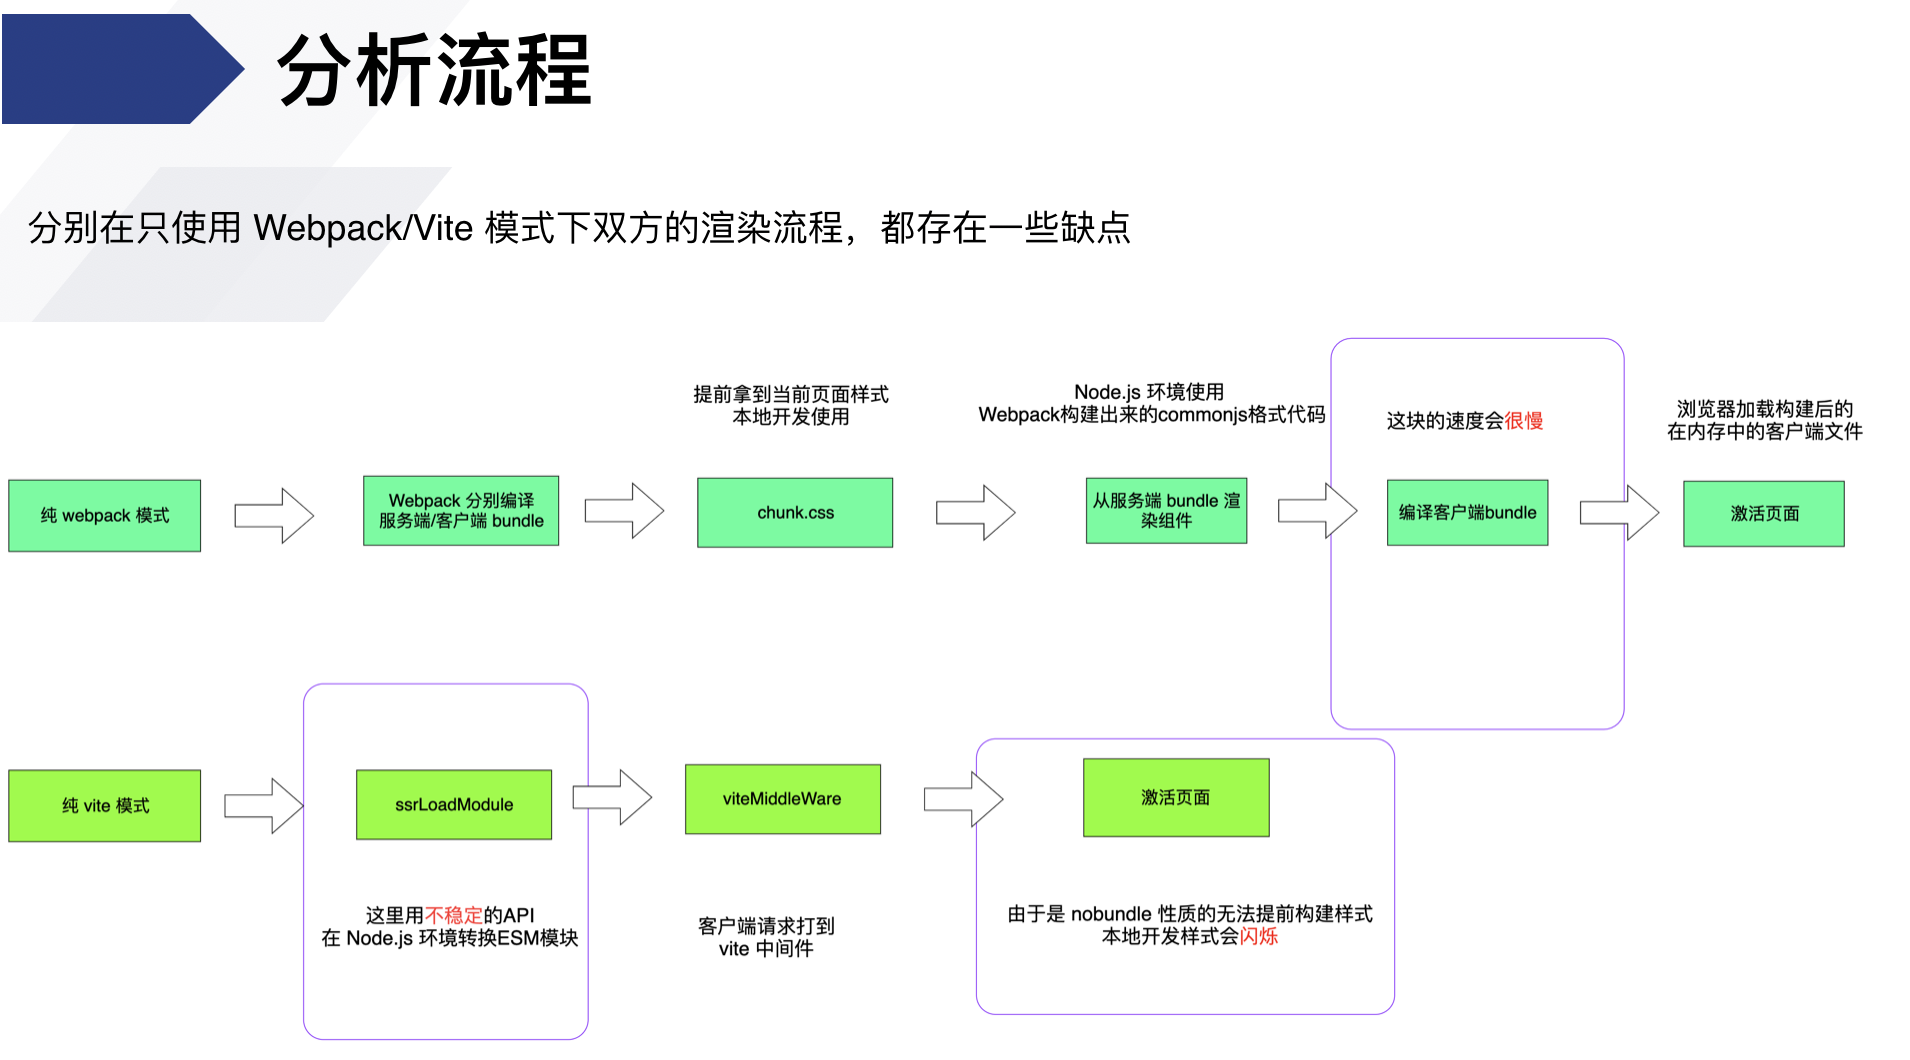 分析流程
分别在只使用 Webpack/Vite 模式下双方的渲染流程，都存在一些缺点
提前拿到当前页面样式
本地开发使用
Node.js 环境使用
Webpack构建出来的commonjs格式代码
这块的速度会很慢
浏览器加载构建后的
在内存中的客户端文件
纯 webpack 模式
Webpack 分别编译
服务端/客户端 bundle
chunk.css
从服务端 bundle 渲
染组件
编译客户端bundle
激活页面
纯 vite 模式
ssrLoadModule
viteMiddleWare
激活页面
这里用不稳定的API
在 Node.js 环境转换ESM模块
客户端请求打到
vite 中间件
由于是 nobundle 性质的无法提前构建样式
本地开发样式会闪烁